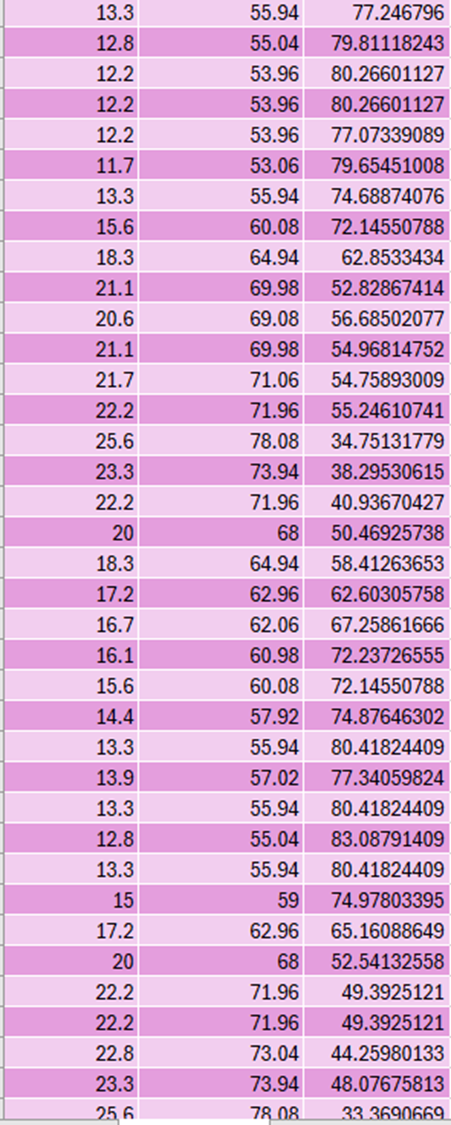 13.3 55.94 77.246796
12.8 55.04 79.81118243
12.2 53.96 80.26601127
12.2 53.96 80.26601127
12.2 53.96 77.07339089
11.7 53.06 79.65451008
13.3 55.94 74.68874076
15.6 60.08 72.14550788
18.3 64.94 62.8533434
21.1 69.98 52.82867414
20.6 69.08 56.68502077
21.1 69.98 54.96814752
21.7 71.06 54.75893009
22.2 71.96 55.24610741
25.6 78.08 34.75131779
23.3 73.94 38.29530615
22.2 71.96 40.93670427
20 68 50.46925738
18.3 64.94 58.41263653
17.2 62.96 62.60305758
16.7 62.06 67.25861666
16.1 60.98 72.23726555
15.6 60.08 72.14550788
14.4 57.92 74.87646302
13.3 55.94 80.41824409
13.9 57.02 77.34059824
13.3 55.94 80.41824409
12.8 55.04 83.08791409
13.3 55.94 80.41824409
15 59 74.97803395
17.2 62.96 65.16088649
20 68 52.54132558
22.2 71.96 49.3925121
22.2 71.96 49.3925121
22.8 73.04 44.25980133
23.3 73.94 48.07675813
25.6 78.08 33.3690669